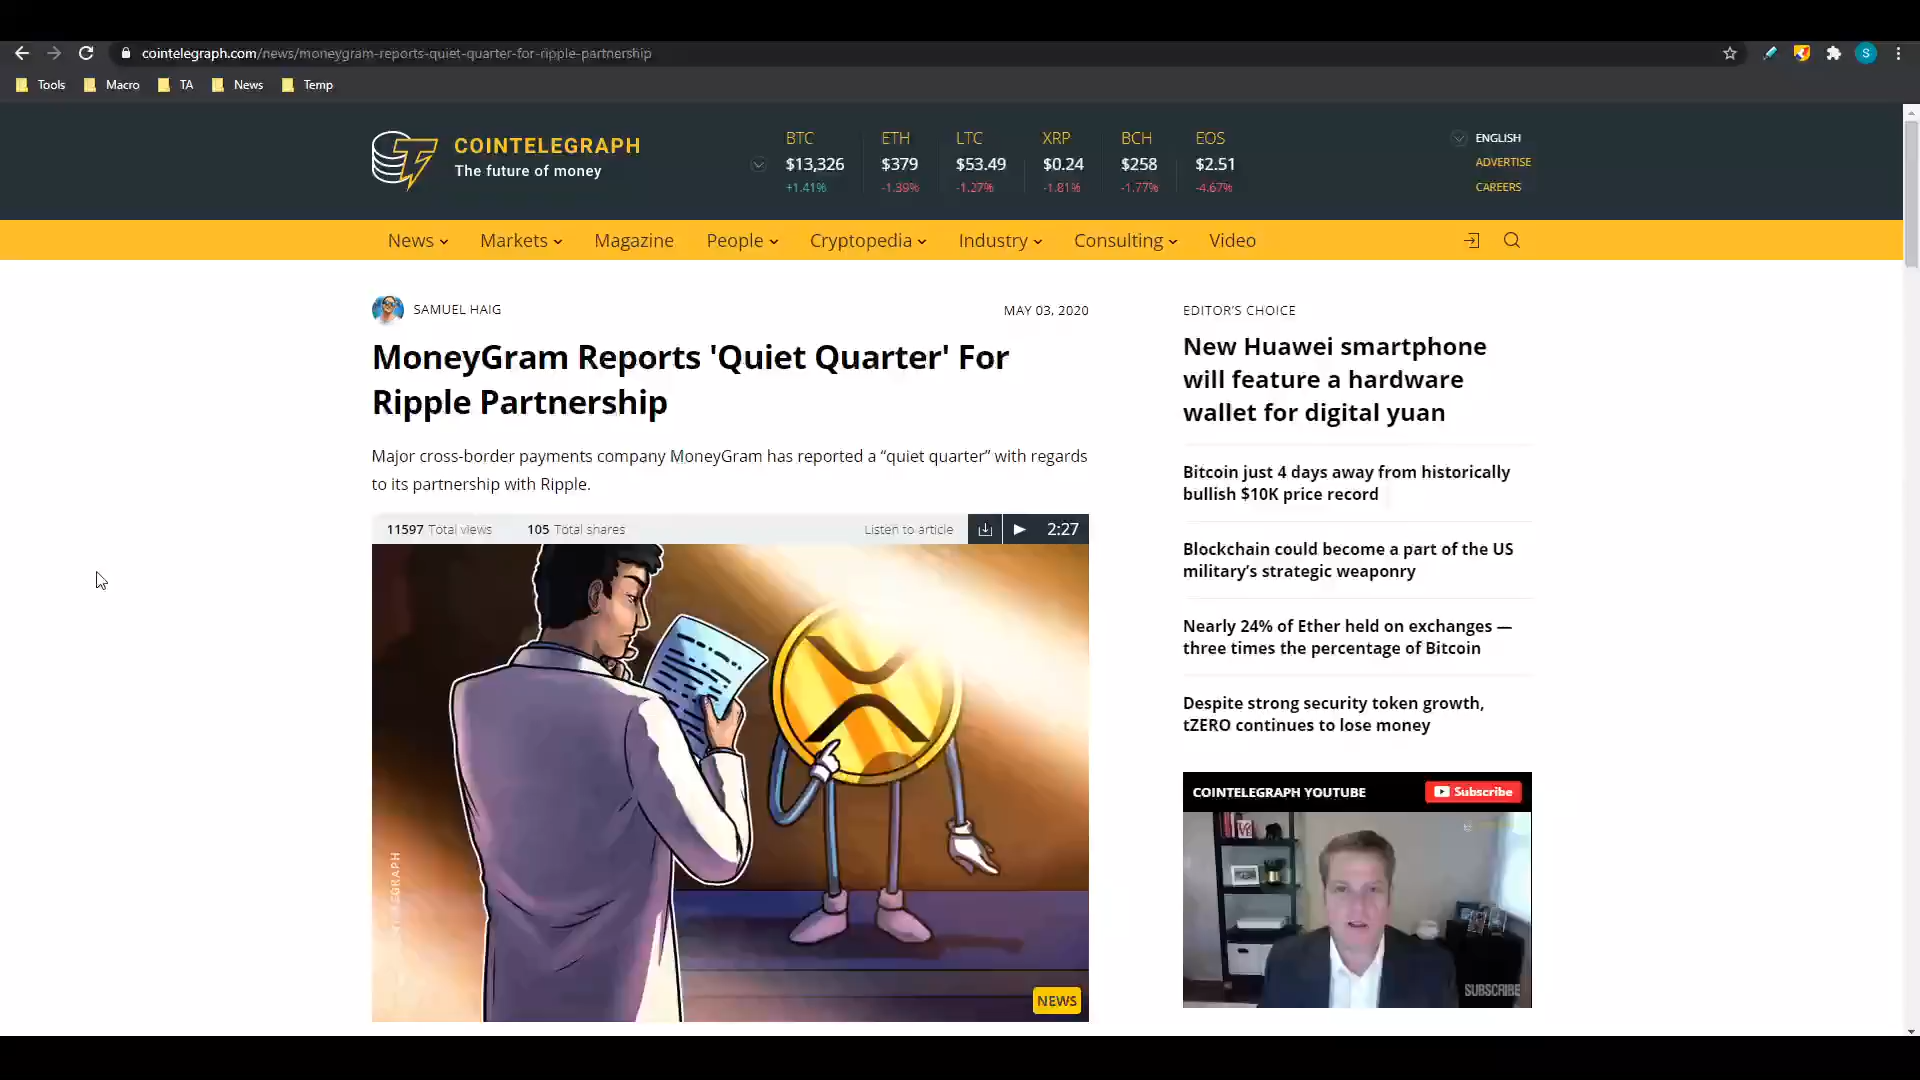 cointelegraph.com/news/moneygram-reports-quiet-quarter-for-ripple-partnership
S
Tools Macro TA News Temp
COINTELEGRAPH
The future of money
BTC ETH LTC XRP BCH EOS
$13,326 $379 $53.49 $0.24 $258 $2.51
+1.41% -1.39% -1.27% -1.81% -1.77% -4.67%
ENGLISH
ADVERTISE
CAREERS
News Markets Magazine People Cryptopedia Industry Consulting Video
SAMUEL HAIG
MAY 03, 2020
MoneyGram Reports 'Quiet Quarter' For
Ripple Partnership
Major cross-border payments company MoneyGram has reported a “quiet quarter” with regards
to its partnership with Ripple.
11597 Total views 105 Total shares Listen to article 2:27
NEWS
EDITOR'S CHOICE
New Huawei smartphone
will feature a hardware
wallet for digital yuan
Bitcoin just 4 days away from historically
bullish $10K price record
Blockchain could become a part of the US
military’s strategic weaponry
Nearly 24% of Ether held on exchanges —
three times the percentage of Bitcoin
Despite strong security token growth,
tZERO continues to lose money
COINTELEGRAPH YOUTUBE Subscribe
SUBSCRIBE